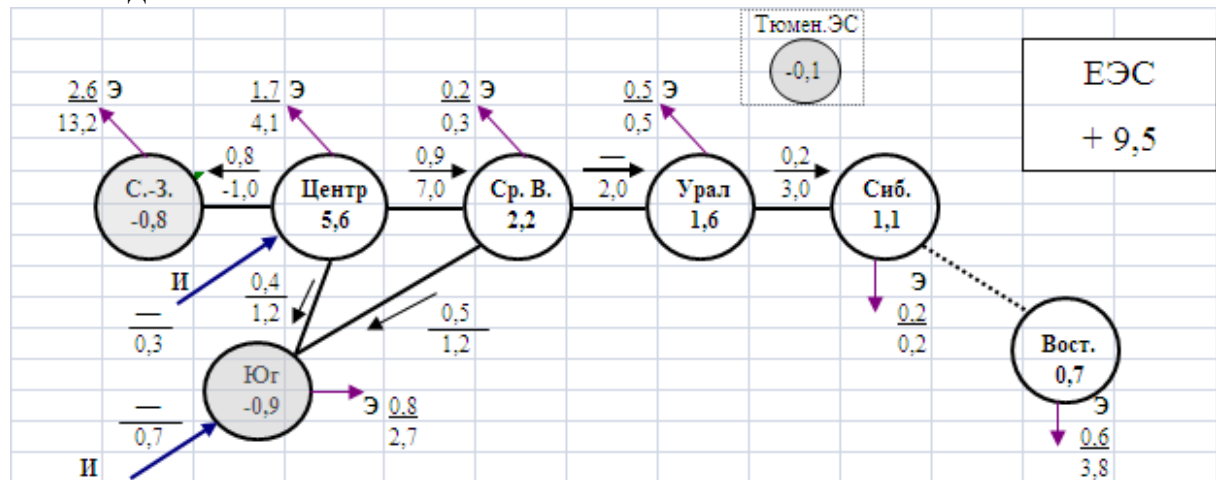 Тюмен.ЭС
-0,1
ЕЭС
+ 9,5
2.6 Э
13,2
1.7 Э
4,1
0.2 Э
0,3
0.5 Э
0,5
0,8
-1,0
0,9
7,0
—
2,0
0,2
3,0
С.-З.
-0,8
Центр
5,6
Ср. В.
2,2
Урал
1,6
Сиб.
1,1
И
—
0,3
0,4
1,2
0,5
1,2
Э
0.2
0,2
Вост.
0,7
Юг
-0,9
Э 0.8
2,7
—
0,7
И
Э
0.6
3,8